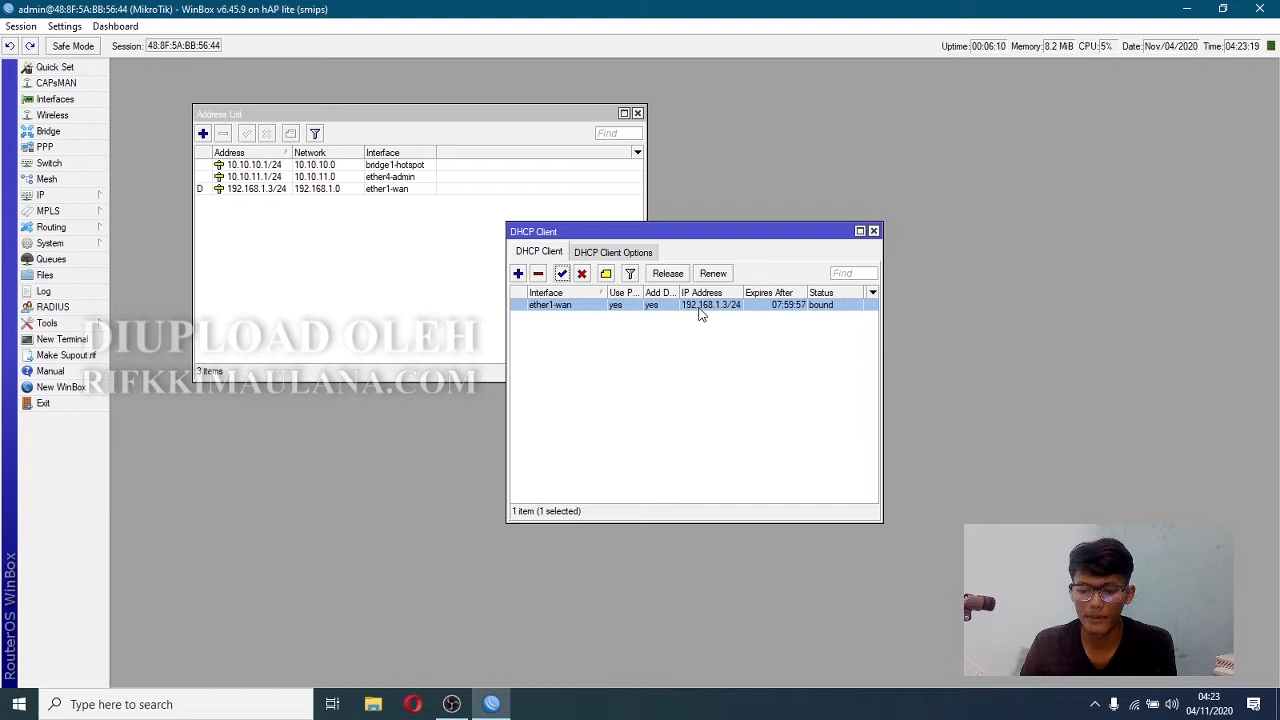 admin@48:8F:5A:BB:56:44 (MikroTik) - WinBox v6.45.9 on hAP lite (smips)
Session Settings Dashboard
Safe Mode Session: 48:8F:5A:BB:56:44 Uptime: 00:06:10 Memory: 8.2 MiB CPU: 5% Date: Nov/04/2020 Time: 04:23:19
Quick Set
CAPsMAN
Interfaces
Wireless
Bridge
PPP
Switch
Mesh
IP
MPLS
Routing
System
Queues
Files
Log
RADIUS
Tools
New Terminal
Make Supout.rif
Manual
New WinBox
Exit
RouterOS WinBox
Address List
Find
Address Network Interface
10.10.10.1/24 10.10.10.0 bridge1-hotspot
10.10.11.1/24 10.10.11.0 ether4-admin
D 192.168.1.3/24 192.168.1.0 ether1-wan
3 items
DHCP Client
DHCP Client DHCP Client Options
Release Renew Find
Interface Use P... Add D... IP Address Expires After Status
ether1-wan yes yes 192.168.1.3/24 07:59:57 bound
1 item (1 selected)
DIUPLOAD OLEH
RIFKKIMAULANA.COM
Type here to search
04:23
04/11/2020